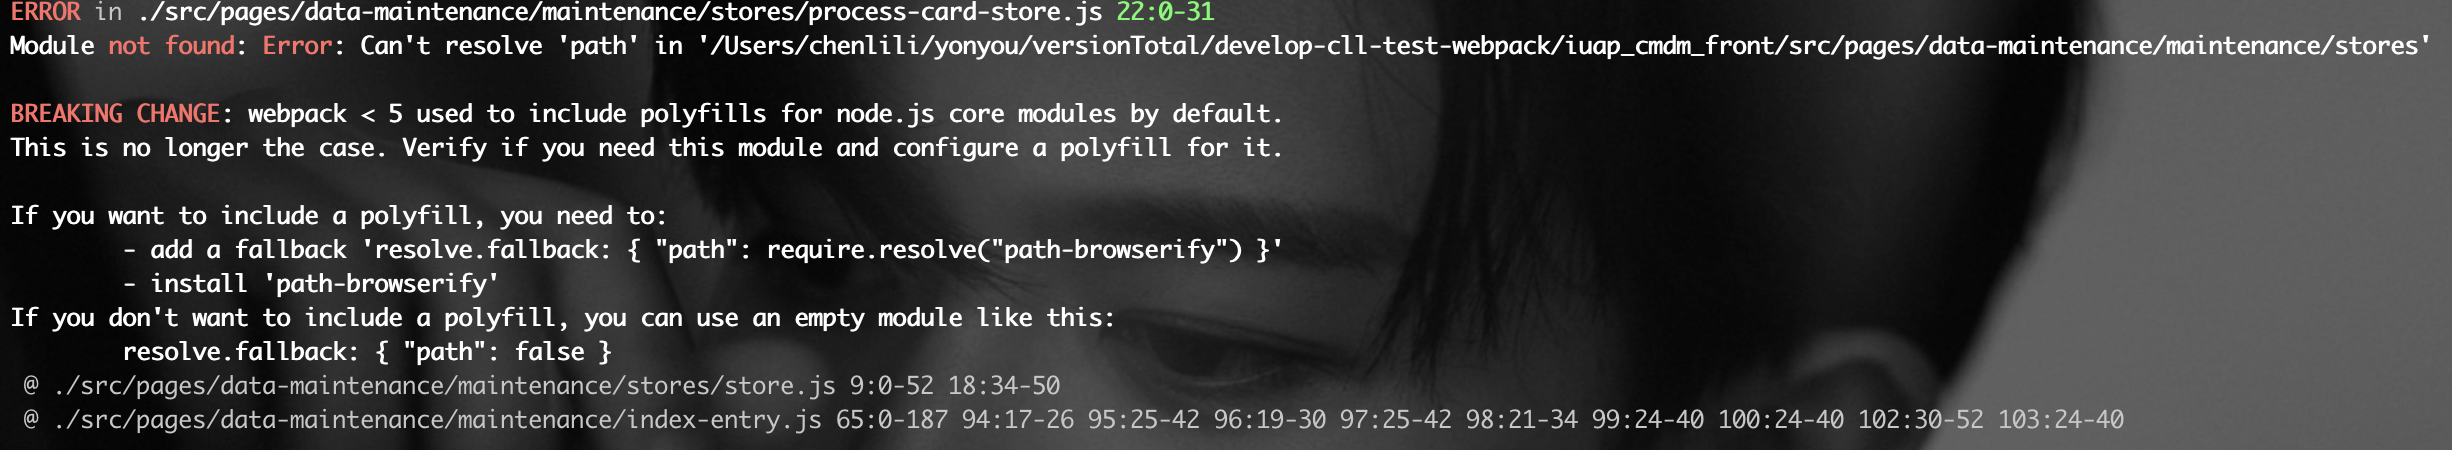 ERROR in ./src/pages/data-maintenance/maintenance/stores/process-card-store.js 22:0-31
Module not found: Error: Can't resolve 'path' in '/Users/chenlili/yonyou/versionTotal/develop-cll-test-webpack/iuap_cmdm_front/src/pages/data-maintenance/maintenance/stores'
BREAKING CHANGE: webpack < 5 used to include polyfills for node.js core modules by default.
This is no longer the case. Verify if you need this module and configure a polyfill for it.
If you want to include a polyfill, you need to:
- add a fallback 'resolve.fallback: { "path": require.resolve("path-browserify") }'
- install 'path-browserify'
If you don't want to include a polyfill, you can use an empty module like this:
resolve.fallback: { "path": false }
@ ./src/pages/data-maintenance/maintenance/stores/store.js 9:0-52 18:34-50
@ ./src/pages/data-maintenance/maintenance/index-entry.js 65:0-187 94:17-26 95:25-42 96:19-30 97:25-42 98:21-34 99:24-40 100:24-40 102:30-52 103:24-40